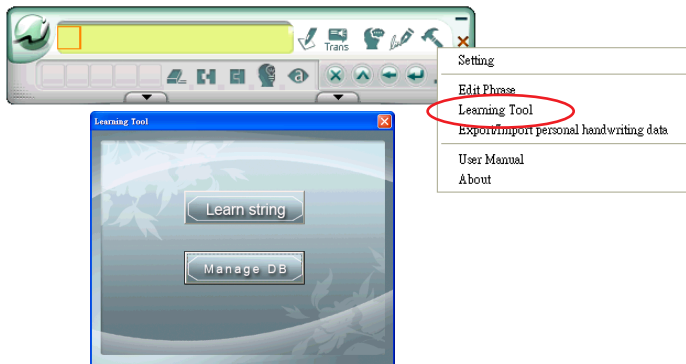 Trans
a
Setting
Edit Phrase
Learning Tool
Export/Import personal handwriting data
User Manual
About
Learning Tool
Learn string
Manage DB